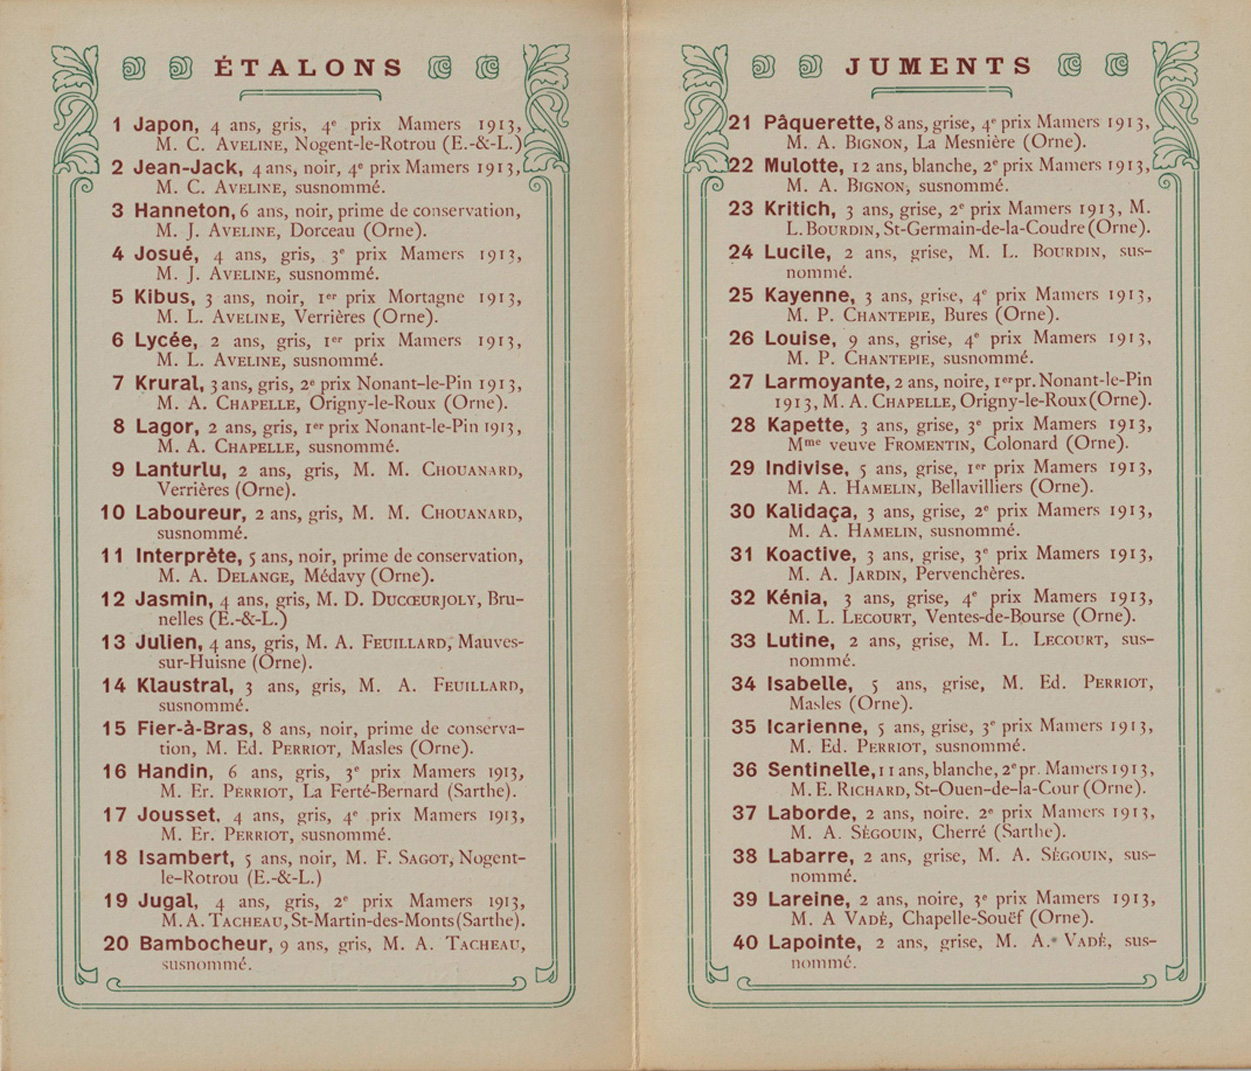 ÉTALONS
1 Japon, 4 ans, gris, 4e prix Mamers 1913,
M. C. AVELINE, Nogent-le-Rotrou (E.-&-L.)
2 Jean-Jack, 4 ans, noir, 4e prix Mamers 1913,
M. C. AVELINE, susnommé.
3 Hanneton, 6 ans, noir, prime de conservation,
M. J. AVELINE, Dorceau (Orne).
4 Josué, 4 ans, gris, 3e prix Mamers 1913,
M. J. AVELINE, susnommé.
5 Kibus, 3 ans, noir, 1er prix Mortagne 1913,
M. L. AVELINE, Verrières (Orne).
6 Lycée, 2 ans, gris, 1er prix Mamers 1913,
M. L. AVELINE, susnommé.
7 Krural, 3 ans, gris, 2e prix Nonant-le-Pin 1913,
M. A. CHAPELLE, Origny-le-Roux (Orne).
8 Lagor, 2 ans, gris, 1er prix Nonant-le-Pin 1913,
M. A. CHAPELLE, susnommé.
9 Lanturlu, 2 ans, gris, M. M. CHOUANARD,
Verrières (Orne).
10 Laboureur, 2 ans, gris, M. M. CHOUANARD,
susnommé.
11 Interprète, 5 ans, noir, prime de conservation,
M. A. DELANGE, Médavy (Orne).
12 Jasmin, 4 ans, gris, M. D. DUCŒURJOLY, Bru-
nelles (E.-&-L.)
13 Julien, 4 ans, gris, M. A. FEUILLARD, Mauves-
sur-Huisne (Orne).
14 Klaustral, 3 ans, gris, M. A. FEUILLARD,
susnommé.
15 Fier-à-Bras, 8 ans, noir, prime de conserva-
tion, M. Ed. PERRIOT, Masles (Orne).
16 Handin, 6 ans, gris, 3e prix Mamers 1913,
M. Er. PERRIOT, La Ferté-Bernard (Sarthe).
17 Jousset, 4 ans, gris, 4e prix Mamers 1913,
M. Er. PERRIOT, susnommé.
18 Isambert, 5 ans, noir, M. F. SAGOT, Nogent-
le-Rotrou (E.-&-L.)
19 Jugal, 4 ans, gris, 2e prix Mamers 1913,
M. A. TACHEAU, St-Martin-des-Monts (Sarthe).
20 Bambocheur, 9 ans, gris, M. A. TACHEAU,
susnommé.
JUMENTS
21 Pâquerette, 8 ans, grise, 4e prix Mamers 1913,
M. A. BIGNON, La Mesnière (Orne).
22 Mulotte, 12 ans, blanche, 2e prix Mamers 1913,
M. A. BIGNON, susnommé.
23 Kritich, 3 ans, grise, 2e prix Mamers 1913, M.
L. BOURDIN, St-Germain-de-la-Coudre (Orne).
24 Lucile, 2 ans, grise, M. L. BOURDIN, sus-
nommé.
25 Kayenne, 3 ans, grise, 4e prix Mamers 1913,
M. P. CHANTEPIE, Bures (Orne).
26 Louise, 9 ans, grise, 4e prix Mamers 1913,
M. P. CHANTEPIE, susnommé.
27 Larmoyante, 2 ans, noire, 1er pr. Nonant-le-Pin
1913, M. A. CHAPELLE, Origny-le-Roux (Orne).
28 Kapette, 3 ans, grise, 3e prix Mamers 1913,
Mme veuve FROMENTIN, Colonard (Orne).
29 Indivise, 5 ans, grise, 1er prix Mamers 1913,
M. A. HAMELIN, Bellavilliers (Orne).
30 Kalidaça, 3 ans, grise, 2e prix Mamers 1913,
M. A. HAMELIN, susnommé.
31 Koactive, 3 ans, grise, 3e prix Mamers 1913,
M. A. JARDIN, Pervenchères.
32 Kénia, 3 ans, grise, 4e prix Mamers 1913,
M. L. LECOURT, Ventes-de-Bourse (Orne).
33 Lutine, 2 ans, grise, M. L. LECOURT, sus-
nommé.
34 Isabelle, 5 ans, grise, M. Ed. PERRIOT,
Masles (Orne).
35 Icarienne, 5 ans, grise, 3e prix Mamers 1913,
M. Ed. PERRIOT, susnommé.
36 Sentinelle, 11 ans, blanche, 2e pr. Mamers 1913,
M. E. RICHARD, St-Ouen-de-la-Cour (Orne).
37 Laborde, 2 ans, noire, 2e prix Mamers 1913,
M. A. SÉGOUIN, Cherré (Sarthe).
38 Labarre, 2 ans, grise, M. A. SÉGOUIN, sus-
nommé.
39 Lareine, 2 ans, noire, 3e prix Mamers 1913,
M. A VADÉ, Chapelle-Souëf (Orne).
40 Lapointe, 2 ans, grise, M. A. VADÉ, sus-
nommé.